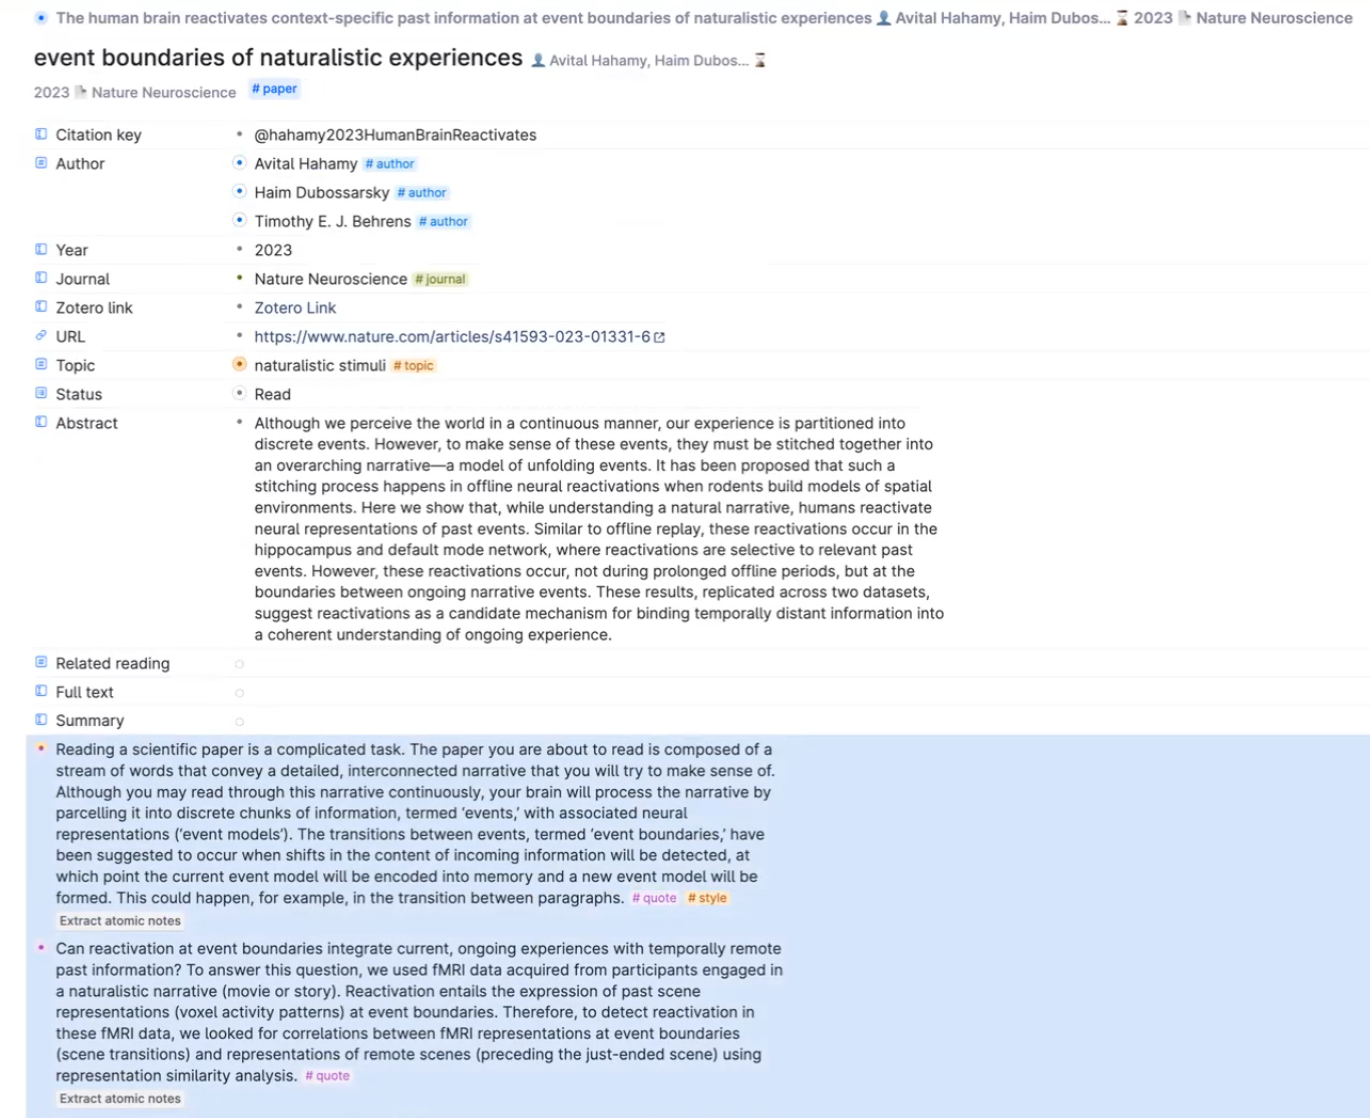 The human brain reactivates context-specific past information at event boundaries of naturalistic experiences 👤 Avital Hahamy, Haim Dubos... ⌛ 2023 Nature Neuroscience
event boundaries of naturalistic experiences 👤 Avital Hahamy, Haim Dubos... ⌛
2023 Nature Neuroscience # paper
Citation key @hahamy2023HumanBrainReactivates
Author Avital Hahamy # author
Haim Dubossarsky # author
Timothy E. J. Behrens # author
Year 2023
Journal Nature Neuroscience # journal
Zotero link Zotero Link
URL https://www.nature.com/articles/s41593-023-01331-6
Topic naturalistic stimuli # topic
Status Read
Abstract Although we perceive the world in a continuous manner, our experience is partitioned into
discrete events. However, to make sense of these events, they must be stitched together into
an overarching narrative—a model of unfolding events. It has been proposed that such a
stitching process happens in offline neural reactivations when rodents build models of spatial
environments. Here we show that, while understanding a natural narrative, humans reactivate
neural representations of past events. Similar to offline replay, these reactivations occur in the
hippocampus and default mode network, where reactivations are selective to relevant past
events. However, these reactivations occur, not during prolonged offline periods, but at the
boundaries between ongoing narrative events. These results, replicated across two datasets,
suggest reactivations as a candidate mechanism for binding temporally distant information into
a coherent understanding of ongoing experience.
Related reading
Full text
Summary
Reading a scientific paper is a complicated task. The paper you are about to read is composed of a
stream of words that convey a detailed, interconnected narrative that you will try to make sense of.
Although you may read through this narrative continuously, your brain will process the narrative by
parcelling it into discrete chunks of information, termed ‘events,’ with associated neural
representations (‘event models’). The transitions between events, termed ‘event boundaries,’ have
been suggested to occur when shifts in the content of incoming information will be detected, at
which point the current event model will be encoded into memory and a new event model will be
formed. This could happen, for example, in the transition between paragraphs. # quote # style
Extract atomic notes
Can reactivation at event boundaries integrate current, ongoing experiences with temporally remote
past information? To answer this question, we used fMRI data acquired from participants engaged in
a naturalistic narrative (movie or story). Reactivation entails the expression of past scene
representations (voxel activity patterns) at event boundaries. Therefore, to detect reactivation in
these fMRI data, we looked for correlations between fMRI representations at event boundaries
(scene transitions) and representations of remote scenes (preceding the just-ended scene) using
representation similarity analysis. # quote
Extract atomic notes